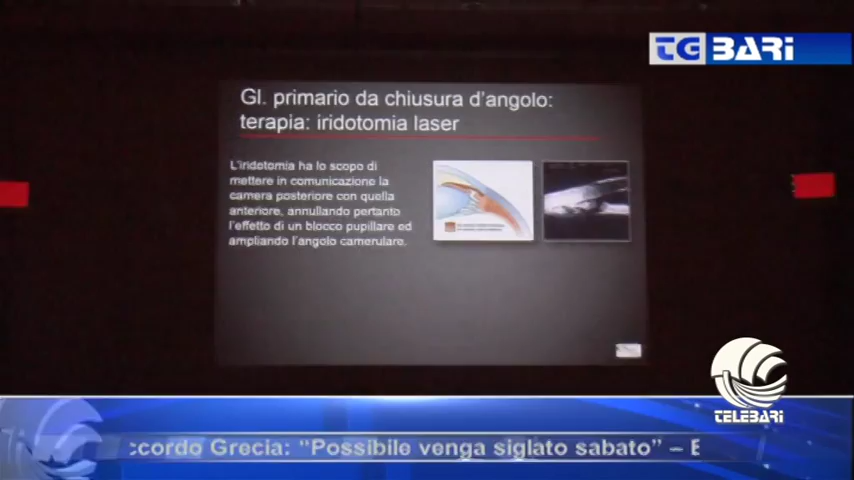 TG BARI
Gl. primario da chiusura d'angolo:
terapia: iridotomia laser
L'iridotomia ha lo scopo di
mettere in comunicazione la
camera posteriore con quella
anteriore, annullando pertanto
l'effetto di un blocco pupillare ed
ampliando l'angolo camerulare.
TELEBARI
ccordo Grecia: "Possibile venga siglato sabato" – E